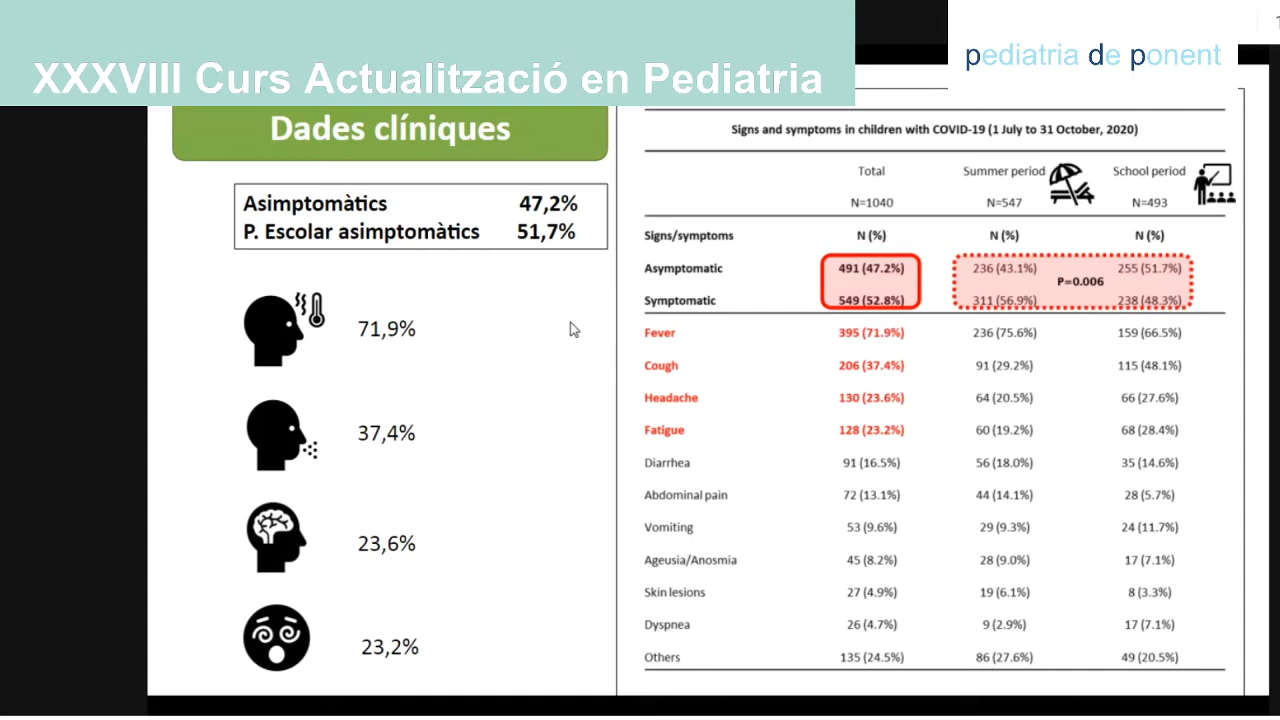 XXXVIII Curs Actualització en Pediatria
pediatria de ponent
Dades clíniques
Asimptomàtics 47,2%
P. Escolar asimptomàtics 51,7%
71,9%
37,4%
23,6%
23,2%
Signs and symptoms in children with COVID-19 (1 July to 31 October, 2020)
Total Summer period School period
N=1040 N=547 N=493
Signs/symptoms N (%) N (%) N (%)
Asymptomatic 491 (47.2%) 236 (43.1%) 255 (51.7%)
P=0.006
Symptomatic 549 (52.8%) 311 (56.9%) 238 (48.3%)
Fever 395 (71.9%) 236 (75.6%) 159 (66.5%)
Cough 206 (37.4%) 91 (29.2%) 115 (48.1%)
Headache 130 (23.6%) 64 (20.5%) 66 (27.6%)
Fatigue 128 (23.2%) 60 (19.2%) 68 (28.4%)
Diarrhea 91 (16.5%) 56 (18.0%) 35 (14.6%)
Abdominal pain 72 (13.1%) 44 (14.1%) 28 (5.7%)
Vomiting 53 (9.6%) 29 (9.3%) 24 (11.7%)
Ageusia/Anosmia 45 (8.2%) 28 (9.0%) 17 (7.1%)
Skin lesions 27 (4.9%) 19 (6.1%) 8 (3.3%)
Dyspnea 26 (4.7%) 9 (2.9%) 17 (7.1%)
Others 135 (24.5%) 86 (27.6%) 49 (20.5%)